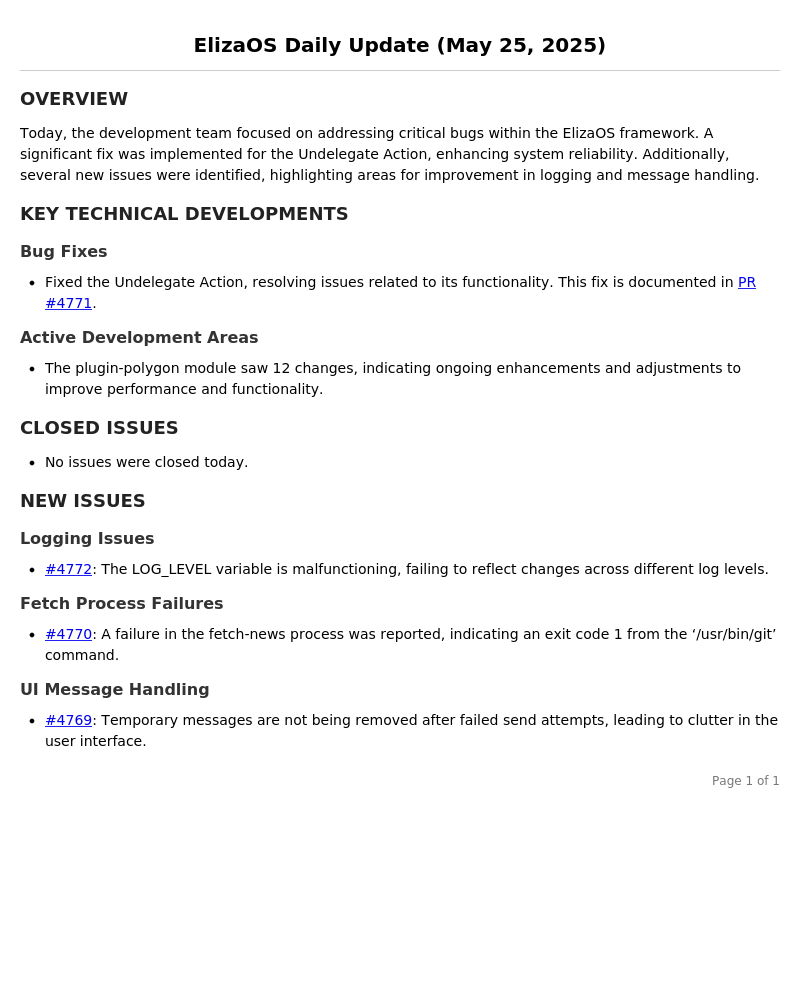 ElizaOS Daily Update (May 25, 2025)
OVERVIEW
Today, the development team focused on addressing critical bugs within the ElizaOS framework. A
significant fix was implemented for the Undelegate Action, enhancing system reliability. Additionally,
several new issues were identified, highlighting areas for improvement in logging and message handling.
KEY TECHNICAL DEVELOPMENTS
Bug Fixes
• Fixed the Undelegate Action, resolving issues related to its functionality. This fix is documented in PR
#4771.
Active Development Areas
• The plugin-polygon module saw 12 changes, indicating ongoing enhancements and adjustments to
improve performance and functionality.
CLOSED ISSUES
• No issues were closed today.
NEW ISSUES
Logging Issues
• #4772: The LOG_LEVEL variable is malfunctioning, failing to reflect changes across different log levels.
Fetch Process Failures
• #4770: A failure in the fetch-news process was reported, indicating an exit code 1 from the ‘/usr/bin/git’
command.
UI Message Handling
• #4769: Temporary messages are not being removed after failed send attempts, leading to clutter in the
user interface.
Page 1 of 1